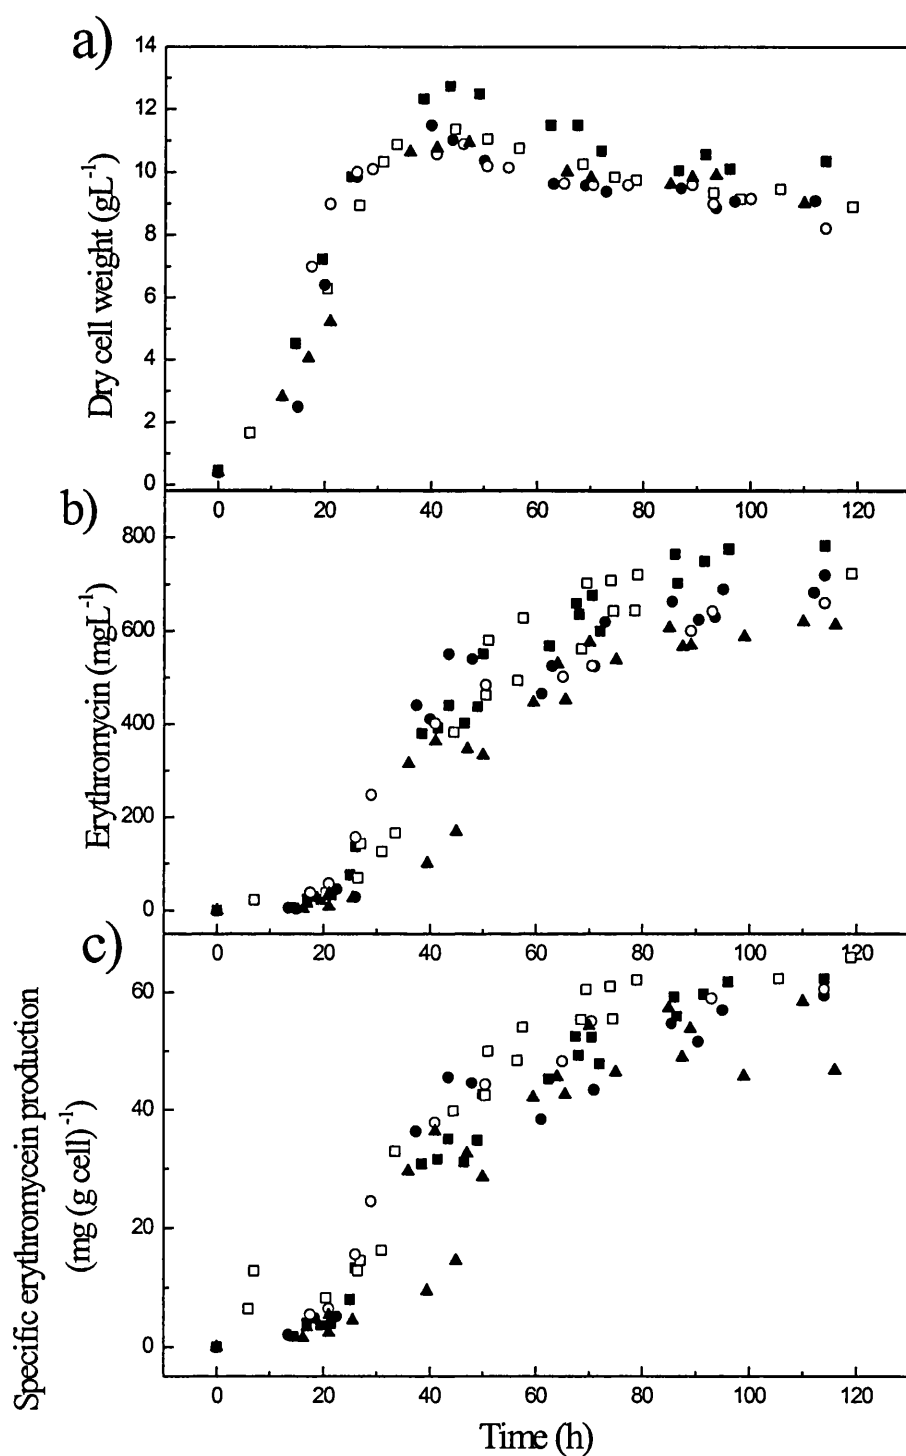 a)
14
12
10
8
6
4
2
0
Dry cell weight (gL-1)
0 20 40 60 80 100 120
b)
800
600
400
200
0
Erythromycin (mgL-1)
0 20 40 60 80 100 120
c)
60
40
20
0
Specific erythromycein production
(mg (g cell)-1)
0 20 40 60 80 100 120
Time (h)